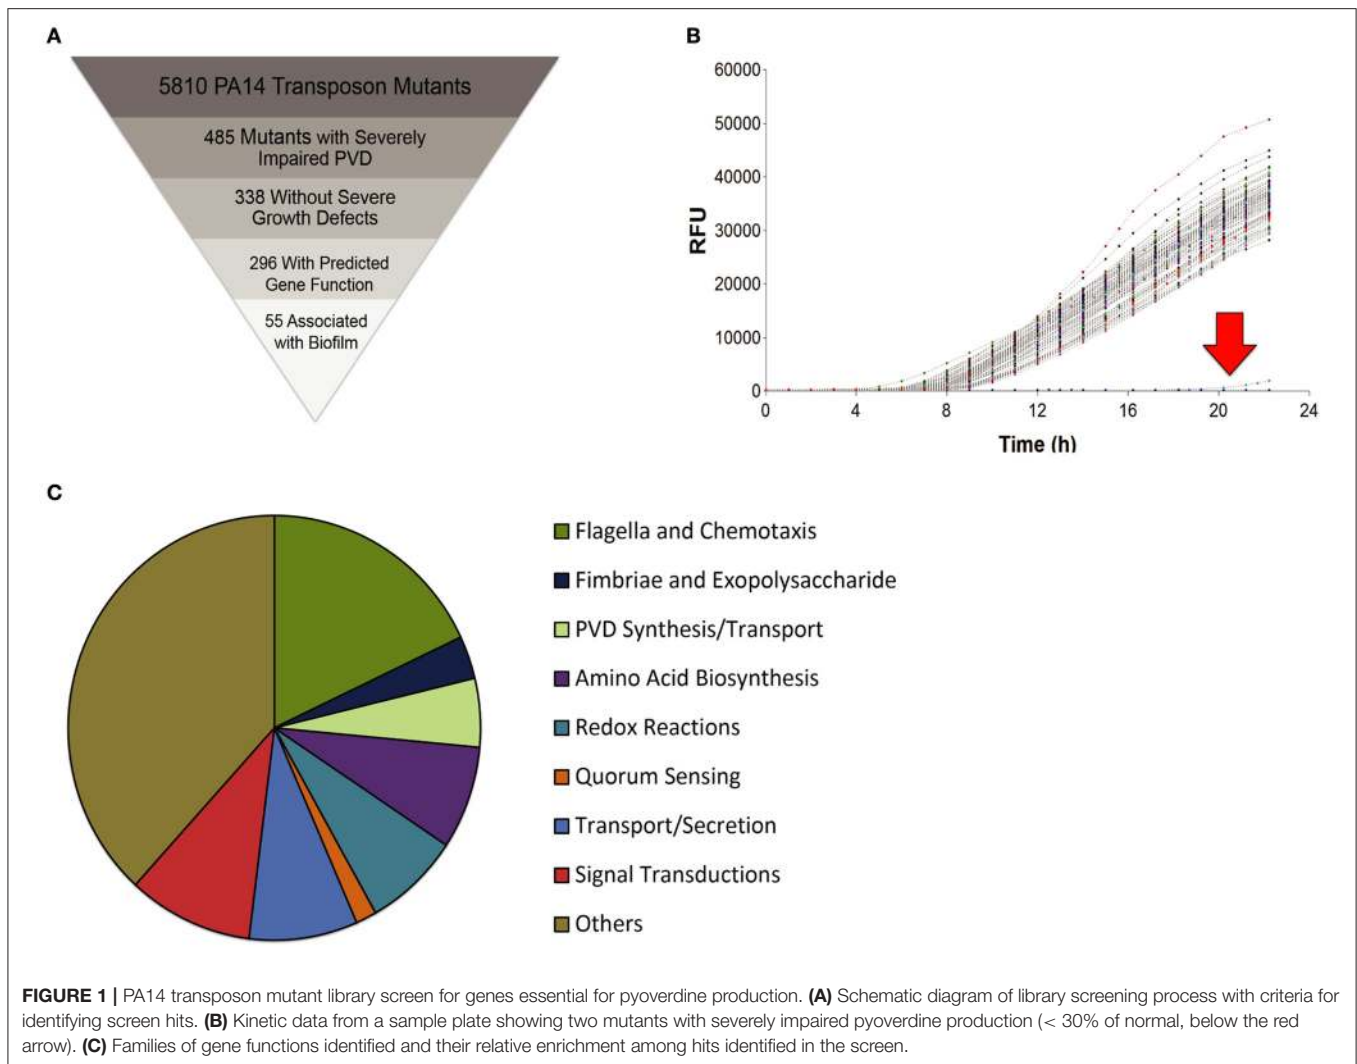 A
5810 PA14 Transposon Mutants
485 Mutants with Severely
Impaired PVD
338 Without Severe
Growth Defects
296 With Predicted
Gene Function
55 Associated
with Biofilm
B
60000
50000
40000
30000
20000
10000
0
RFU
0 4 8 12 16 20 24
Time (h)
C
Flagella and Chemotaxis
Fimbriae and Exopolysaccharide
PVD Synthesis/Transport
Amino Acid Biosynthesis
Redox Reactions
Quorum Sensing
Transport/Secretion
Signal Transductions
Others
FIGURE 1 | PA14 transposon mutant library screen for genes essential for pyoverdine production. (A) Schematic diagram of library screening process with criteria for
identifying screen hits. (B) Kinetic data from a sample plate showing two mutants with severely impaired pyoverdine production (< 30% of normal, below the red
arrow). (C) Families of gene functions identified and their relative enrichment among hits identified in the screen.